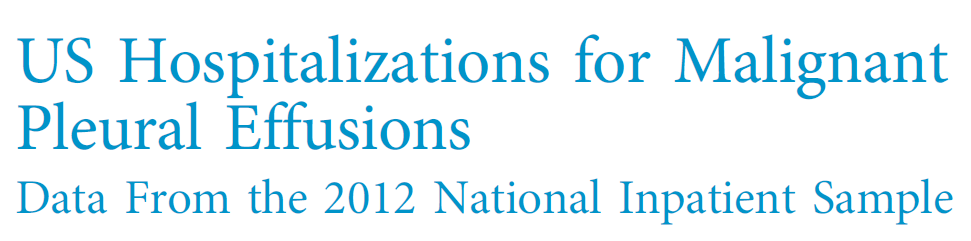 US Hospitalizations for Malignant
Pleural Effusions
Data From the 2012 National Inpatient Sample